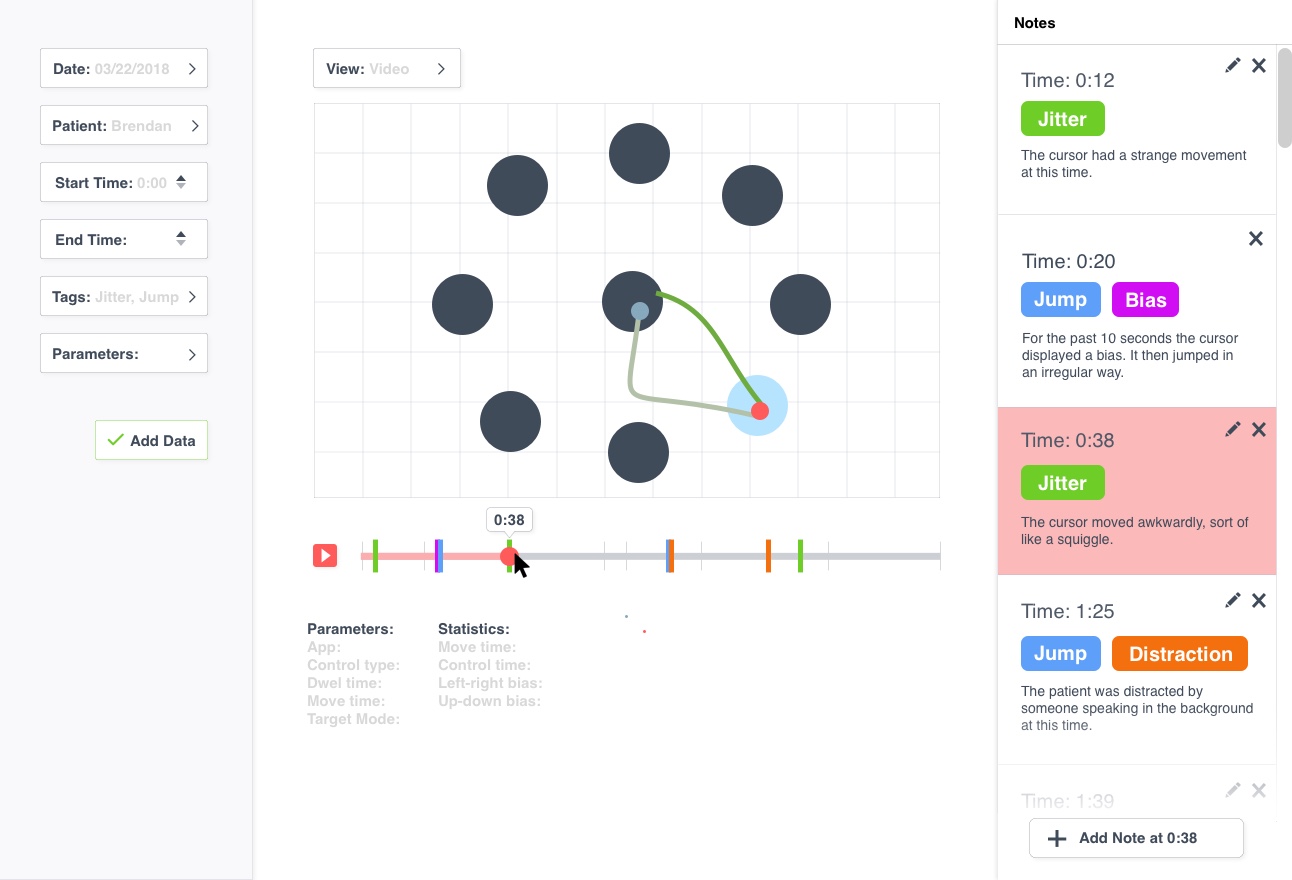 Date: 03/22/2018
Patient: Brendan
Start Time: 0:00
End Time:
Tags: Jitter, Jump
Parameters:
Add Data
View: Video
0:38
Parameters:
App:
Control type:
Dwel time:
Move time:
Target Mode:
Statistics:
Move time:
Control time:
Left-right bias:
Up-down bias:
Notes
Time: 0:12
Jitter
The cursor had a strange movement
at this time.
Time: 0:20
Jump Bias
For the past 10 seconds the cursor
displayed a bias. It then jumped in
an irregular way.
Time: 0:38
Jitter
The cursor moved awkwardly, sort of
like a squiggle.
Time: 1:25
Jump Distraction
The patient was distracted by
someone speaking in the background
at this time.
Time: 1:39
Add Note at 0:38